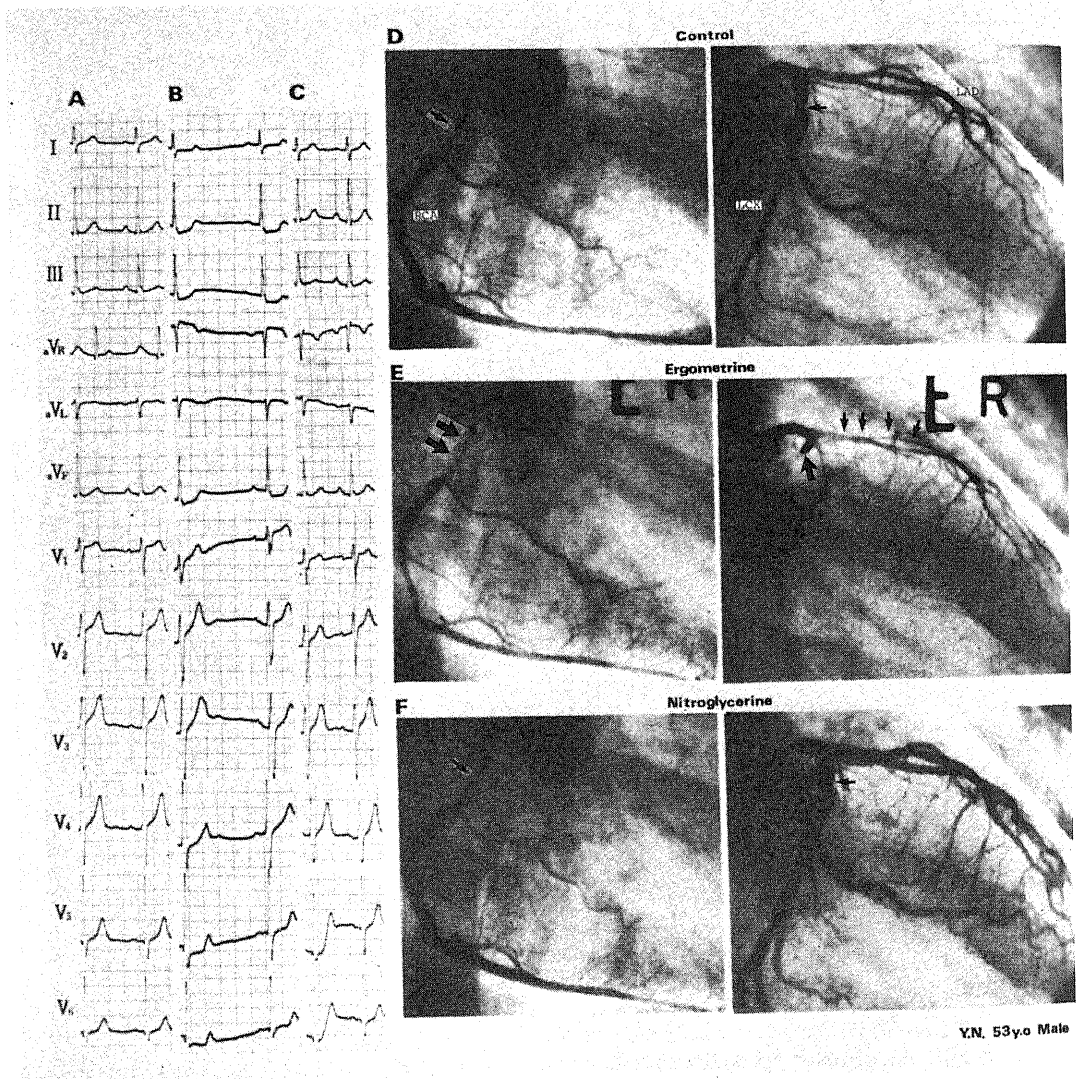 D
Control
A
B
C
I
II
III
aVR
aVL
aVF
V1
V2
V3
V4
V5
V6
RCA
LAD
LCX
E
Ergometrine
L R
L R
F
Nitroglycerine
Y.N. 53y.o Male